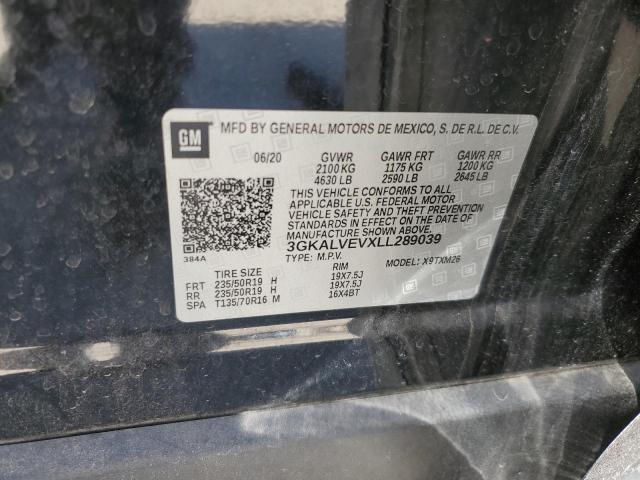 GM MFD BY GENERAL MOTORS DE MEXICO, S. DE R.L. DE C.V.
06/20 GVWR GAWR FRT GAWR RR
2100 KG 1175 KG 1200 KG
4630 LB 2590 LB 2645 LB
THIS VEHICLE CONFORMS TO ALL
APPLICABLE U.S. FEDERAL MOTOR
VEHICLE SAFETY AND THEFT
PREVENTION STANDARDS IN EFFECT
ON THE DATE OF MANUFACTURE
SHOWN ABOVE.
3GKALVEVXLL289039
384A
TYPE: M.P.V. MODEL: X9TXM26
TIRE SIZE RIM
FRT 235/50R19 H 19X7.5J
RR 235/50R19 H 19X7.5J
SPA T135/70R16 M 16X4BT